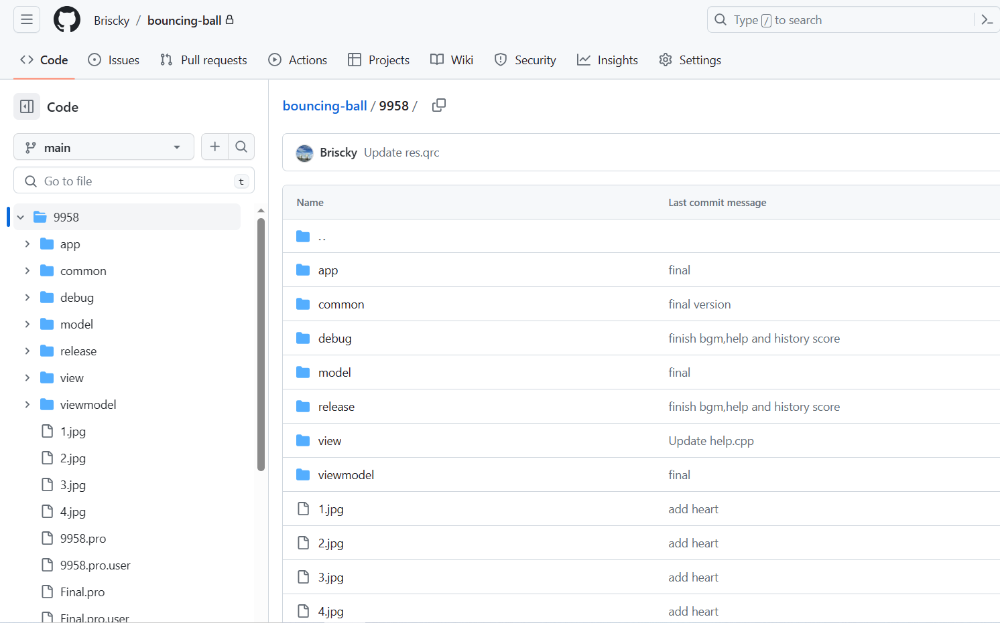 Briscky / bouncing-ball
Type / to search
Code Issues Pull requests Actions Projects Wiki Security Insights Settings
Code
main
Go to file t
9958
app
common
debug
model
release
view
viewmodel
1.jpg
2.jpg
3.jpg
4.jpg
9958.pro
9958.pro.user
Final.pro
Final.pro.user
bouncing-ball / 9958 /
Briscky Update res.qrc
Name Last commit message
..
app final
common final version
debug finish bgm,help and history score
model final
release finish bgm,help and history score
view Update help.cpp
viewmodel final
1.jpg add heart
2.jpg add heart
3.jpg add heart
4.jpg add heart